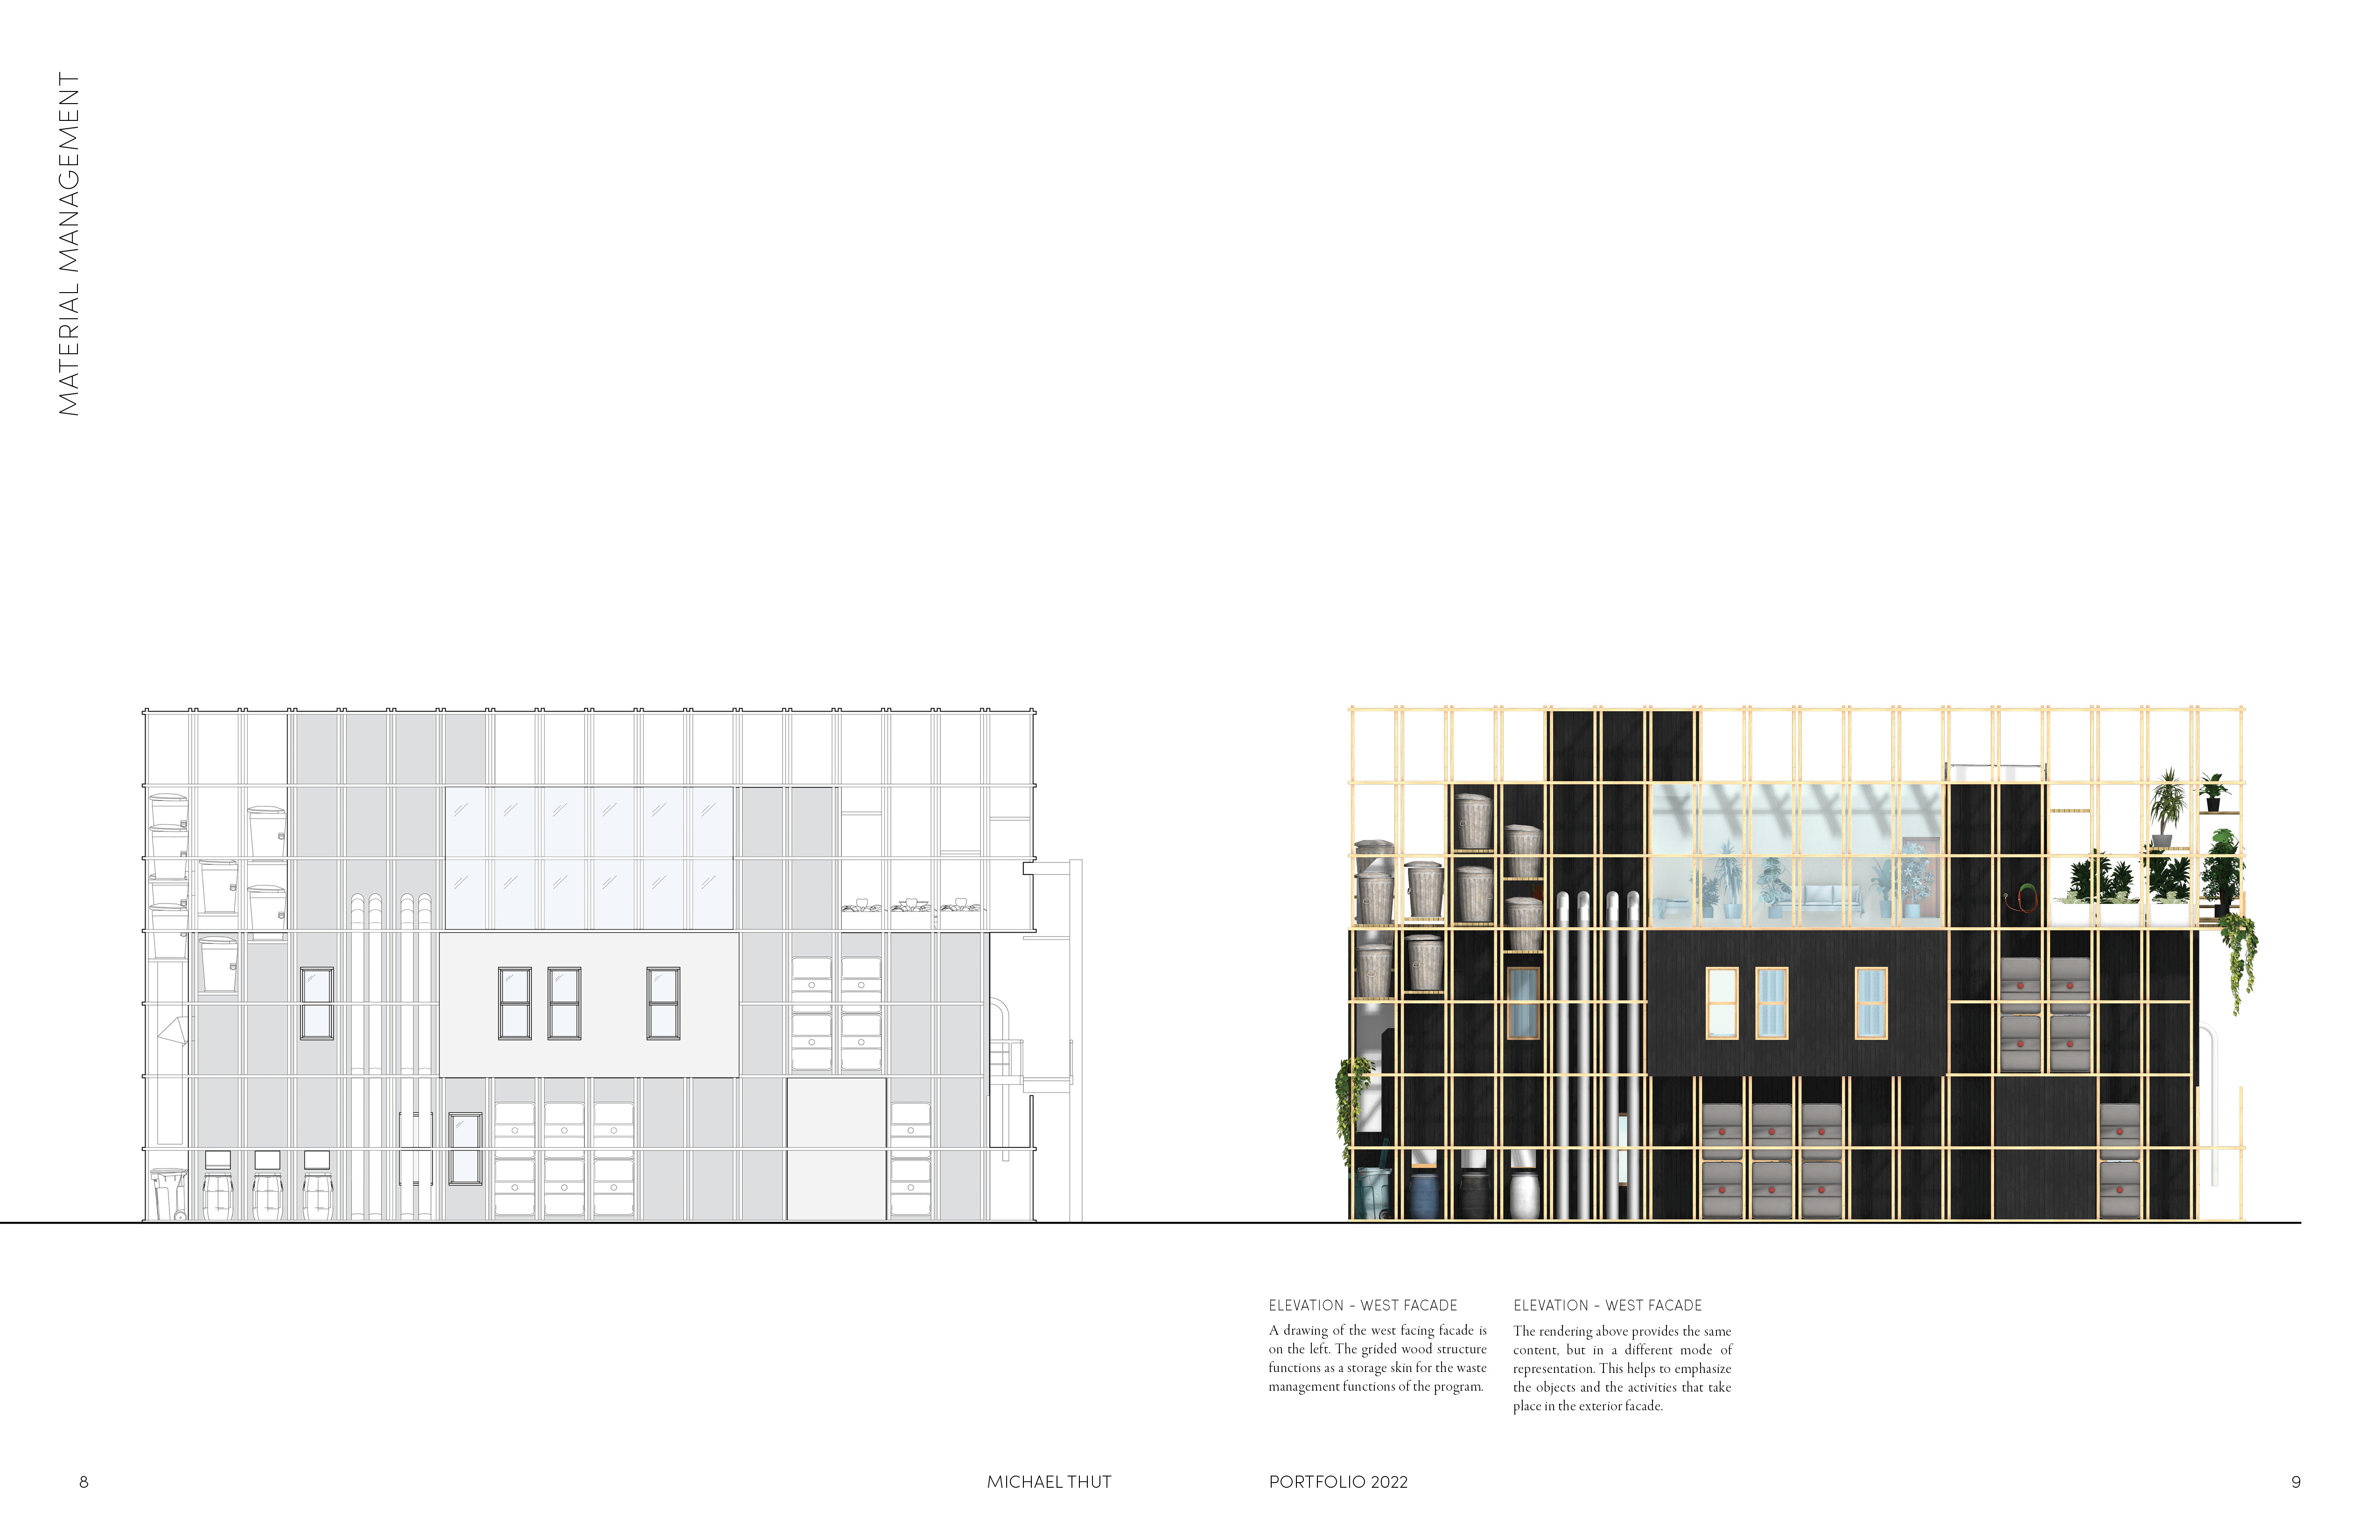 MATERIAL MANAGEMENT
ELEVATION - WEST FACADE
A drawing of the west facing facade is
on the left. The grided wood structure
functions as a storage skin for the waste
management functions of the program.
ELEVATION - WEST FACADE
The rendering above provides the same
content, but in a different mode of
representation. This helps to emphasize
the objects and the activities that take
place in the exterior facade.
8
MICHAEL THUT
PORTFOLIO 2022
9